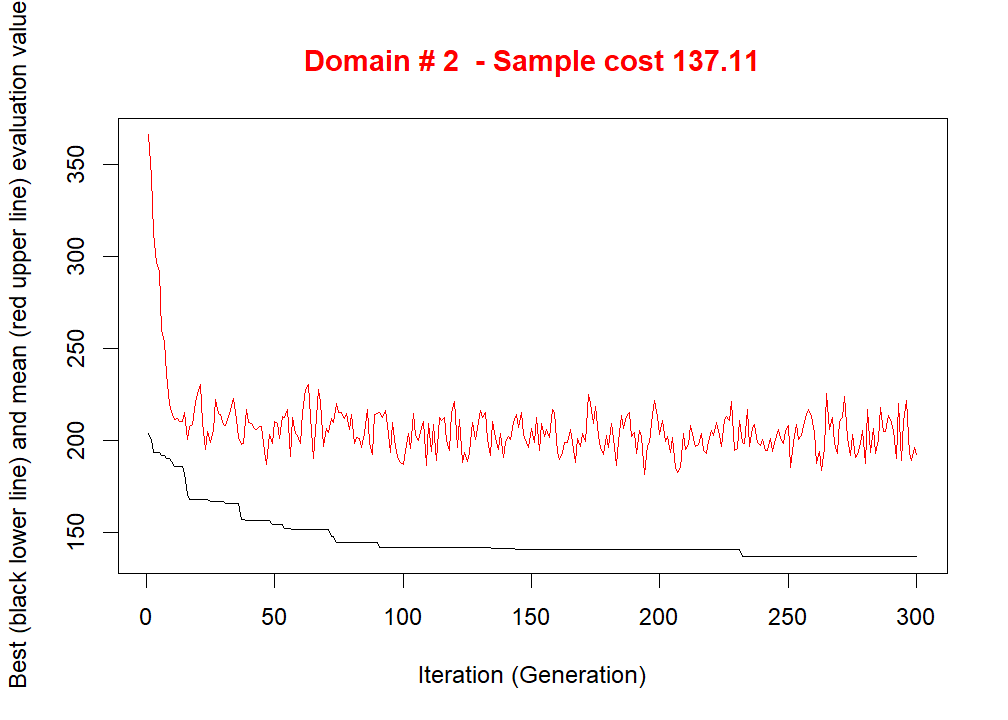 Domain # 2  - Sample cost 137.11
Best (black lower line) and mean (red upper line) evaluation value
350
300
250
200
150
0 50 100 150 200 250 300
Iteration (Generation)